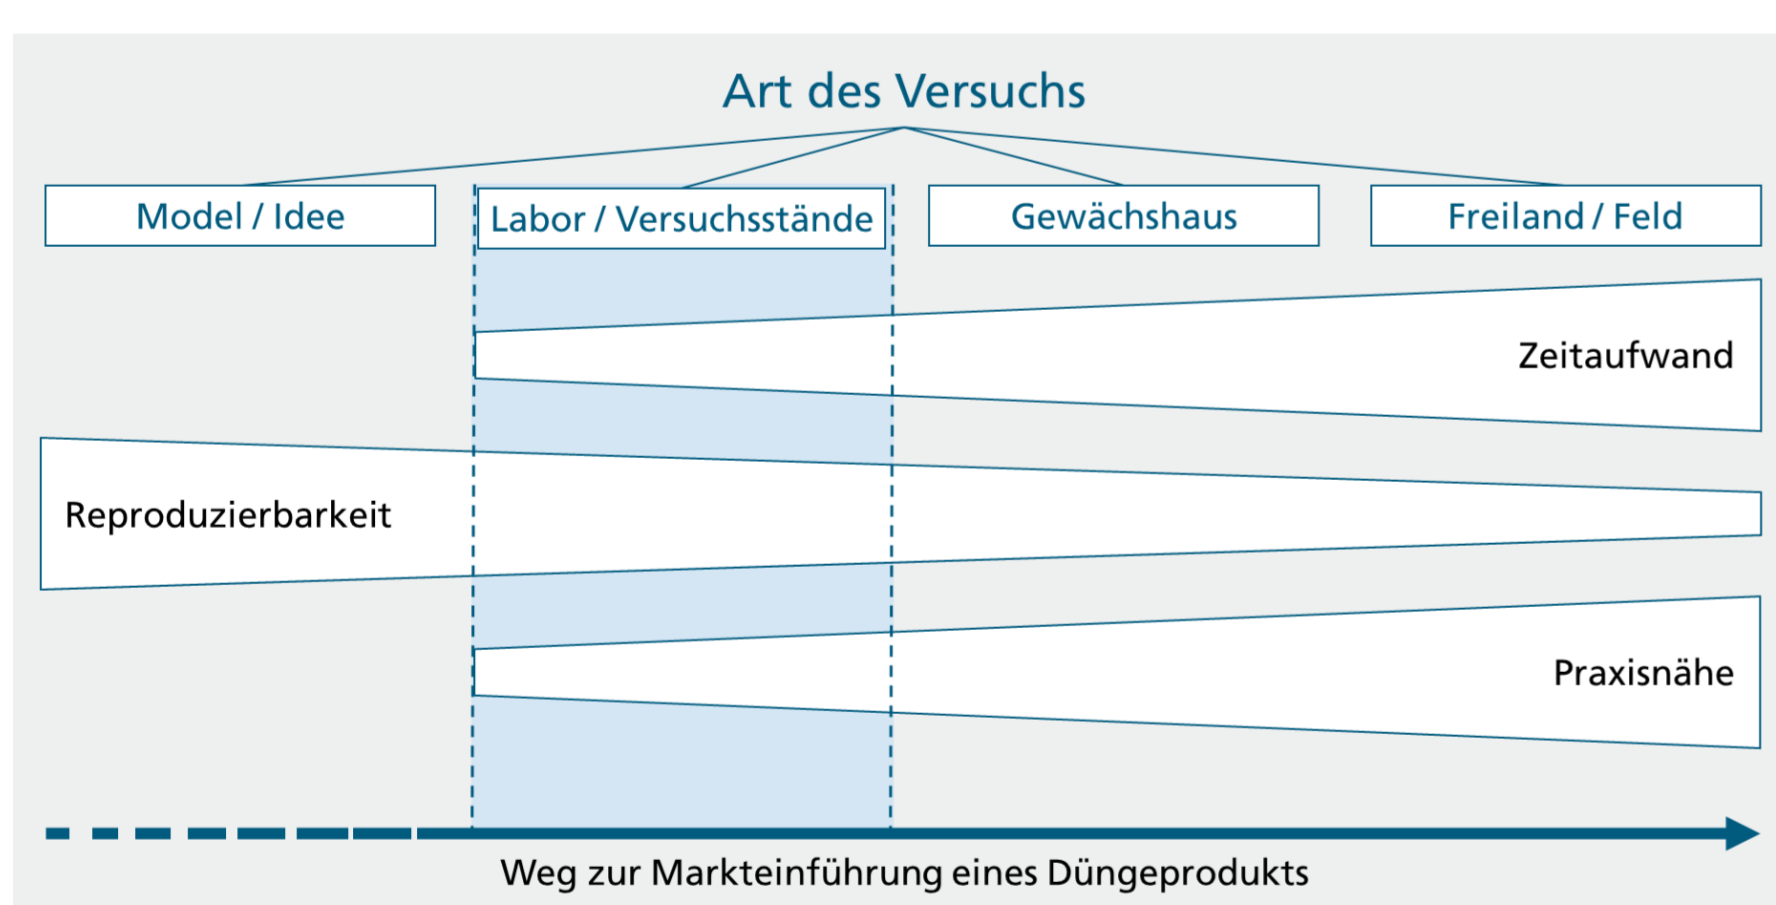 Art des Versuchs
Model / Idee
Labor / Versuchsstände
Gewächshaus
Freiland / Feld
Zeitaufwand
Reproduzierbarkeit
Praxisnähe
Weg zur Markteinführung eines Düngeprodukts